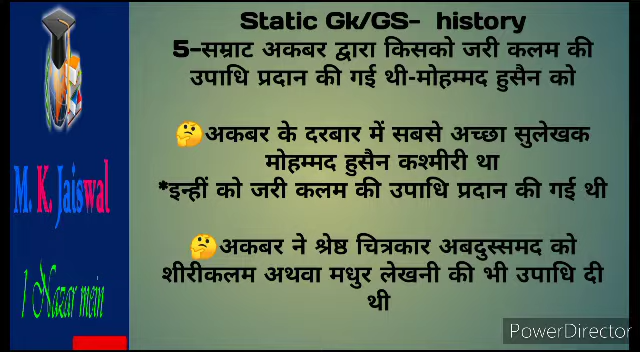 Static Gk/GS- history
5-सम्राट अकबर द्वारा किसको जरी कलम की
उपाधि प्रदान की गई थी-मोहम्मद हुसैन को
🤔अकबर के दरबार में सबसे अच्छा सुलेखक
मोहम्मद हुसैन कश्मीरी था
*इन्हीं को जरी कलम की उपाधि प्रदान की गई थी
🤔अकबर ने श्रेष्ठ चित्रकार अबदुस्समद को
शीरीकलम अथवा मधुर लेखनी की भी उपाधि दी
थी
M. K. Jaiswal
1 Nazar mein
PowerDirector